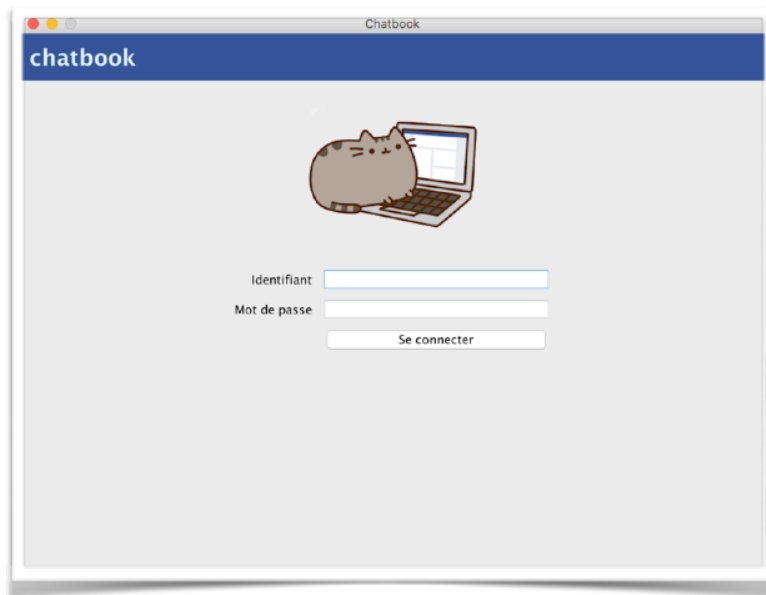 Chatbook
chatbook
Identifiant
Mot de passe
Se connecter